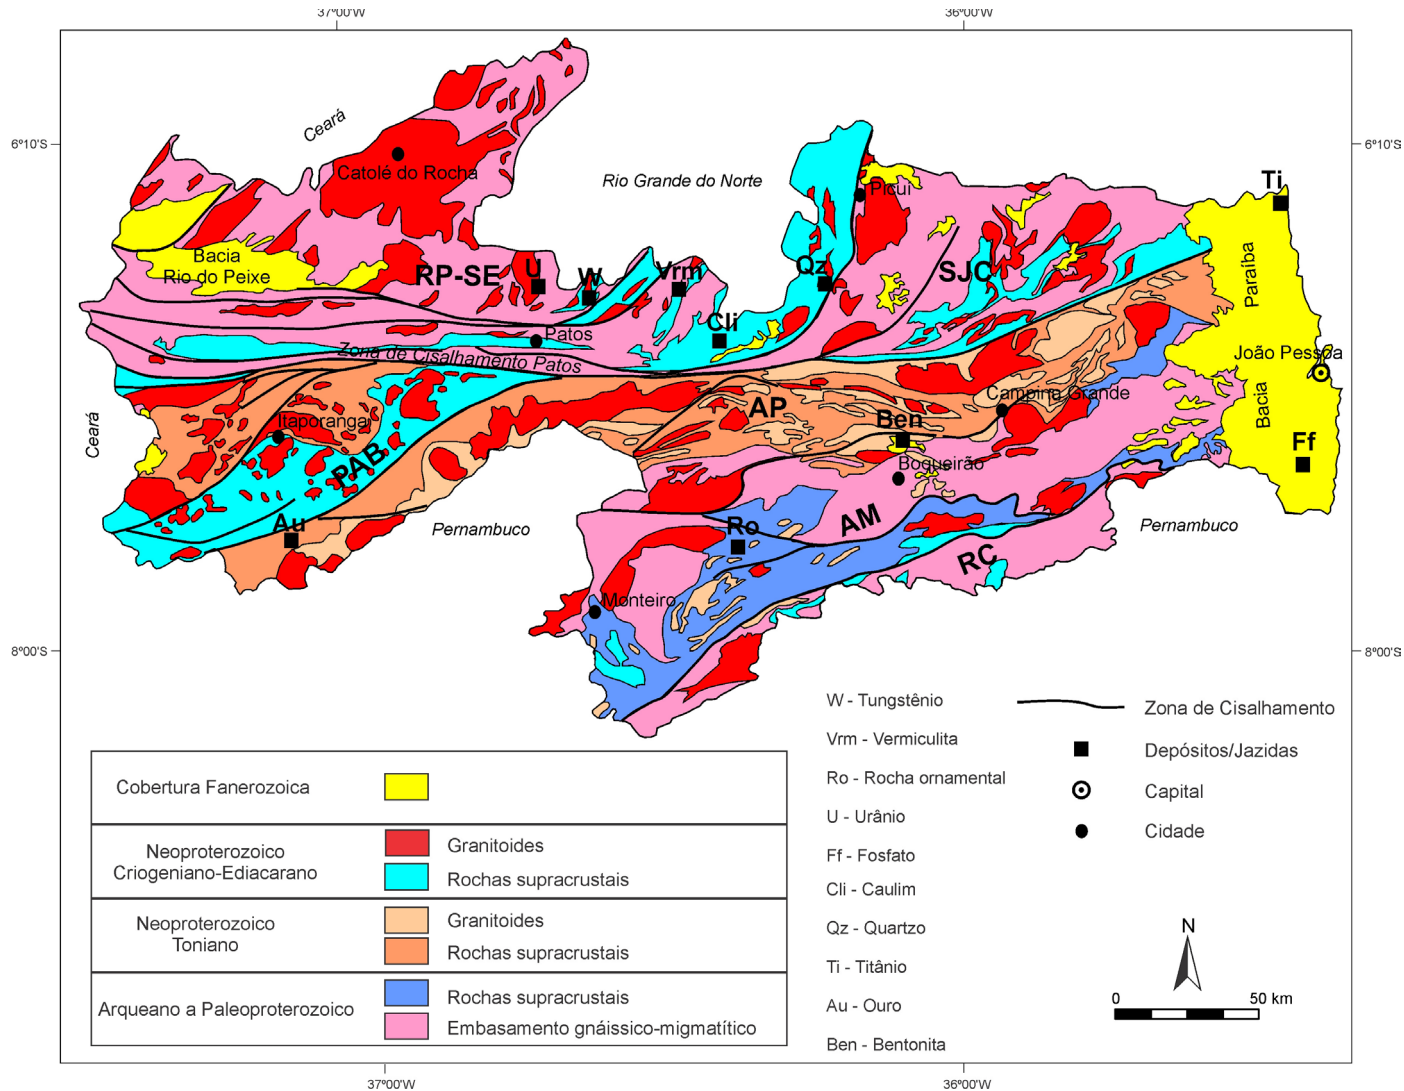 37°00'W
36°00'W
6°10'S
6°10'S
Ceará
Catolé do Rocha
Rio Grande do Norte
Picui
Ti
Bacia
Rio do Peixe
RP-SE
U
W
Vrm
Qz
SJC
Paraíba
Cli
Patos
Zona de Cisalhamento Patos
João Pessoa
Bacia
Ceará
Itaporanga
PAB
AP
Campina Grande
Ben
Boqueirão
Ff
Au
Pernambuco
Ro
AM
Pernambuco
RC
Monteiro
8°00'S
8°00'S
W - Tungstênio
Vrm - Vermiculita
Ro - Rocha ornamental
U - Urânio
Ff - Fosfato
Cli - Caulim
Qz - Quartzo
Ti - Titânio
Au - Ouro
Ben - Bentonita
Zona de Cisalhamento
Depósitos/Jazidas
Capital
Cidade
Cobertura Fanerozoica
Neoproterozoico
Criogeniano-Ediacarano
Granitoides
Rochas supracrustais
Neoproterozoico
Toniano
Granitoides
Rochas supracrustais
Arqueano a Paleoproterozoico
Rochas supracrustais
Embasamento gnáissico-migmatítico
N
0 50 km
37°00'W
36°00'W